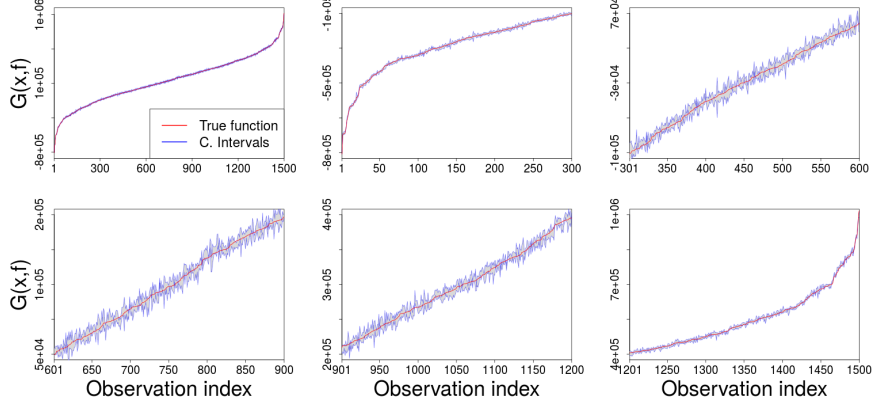 G(x,f)
1e+06
1e+05
-8e+05
1 300 600 900 1200 1500
True function
C. Intervals
-1e+05
-5e+05
-8e+05
1 50 100 150 200 250 300
7e+04
-3e+04
-1e+05
301 350 400 450 500 550 600
G(x,f)
2e+05
1e+05
5e+04
601 650 700 750 800 850 900
Observation index
4e+05
3e+05
2e+05
901 950 1000 1050 1100 1150 1200
Observation index
1e+06
7e+05
4e+05
1201 1250 1300 1350 1400 1450 1500
Observation index